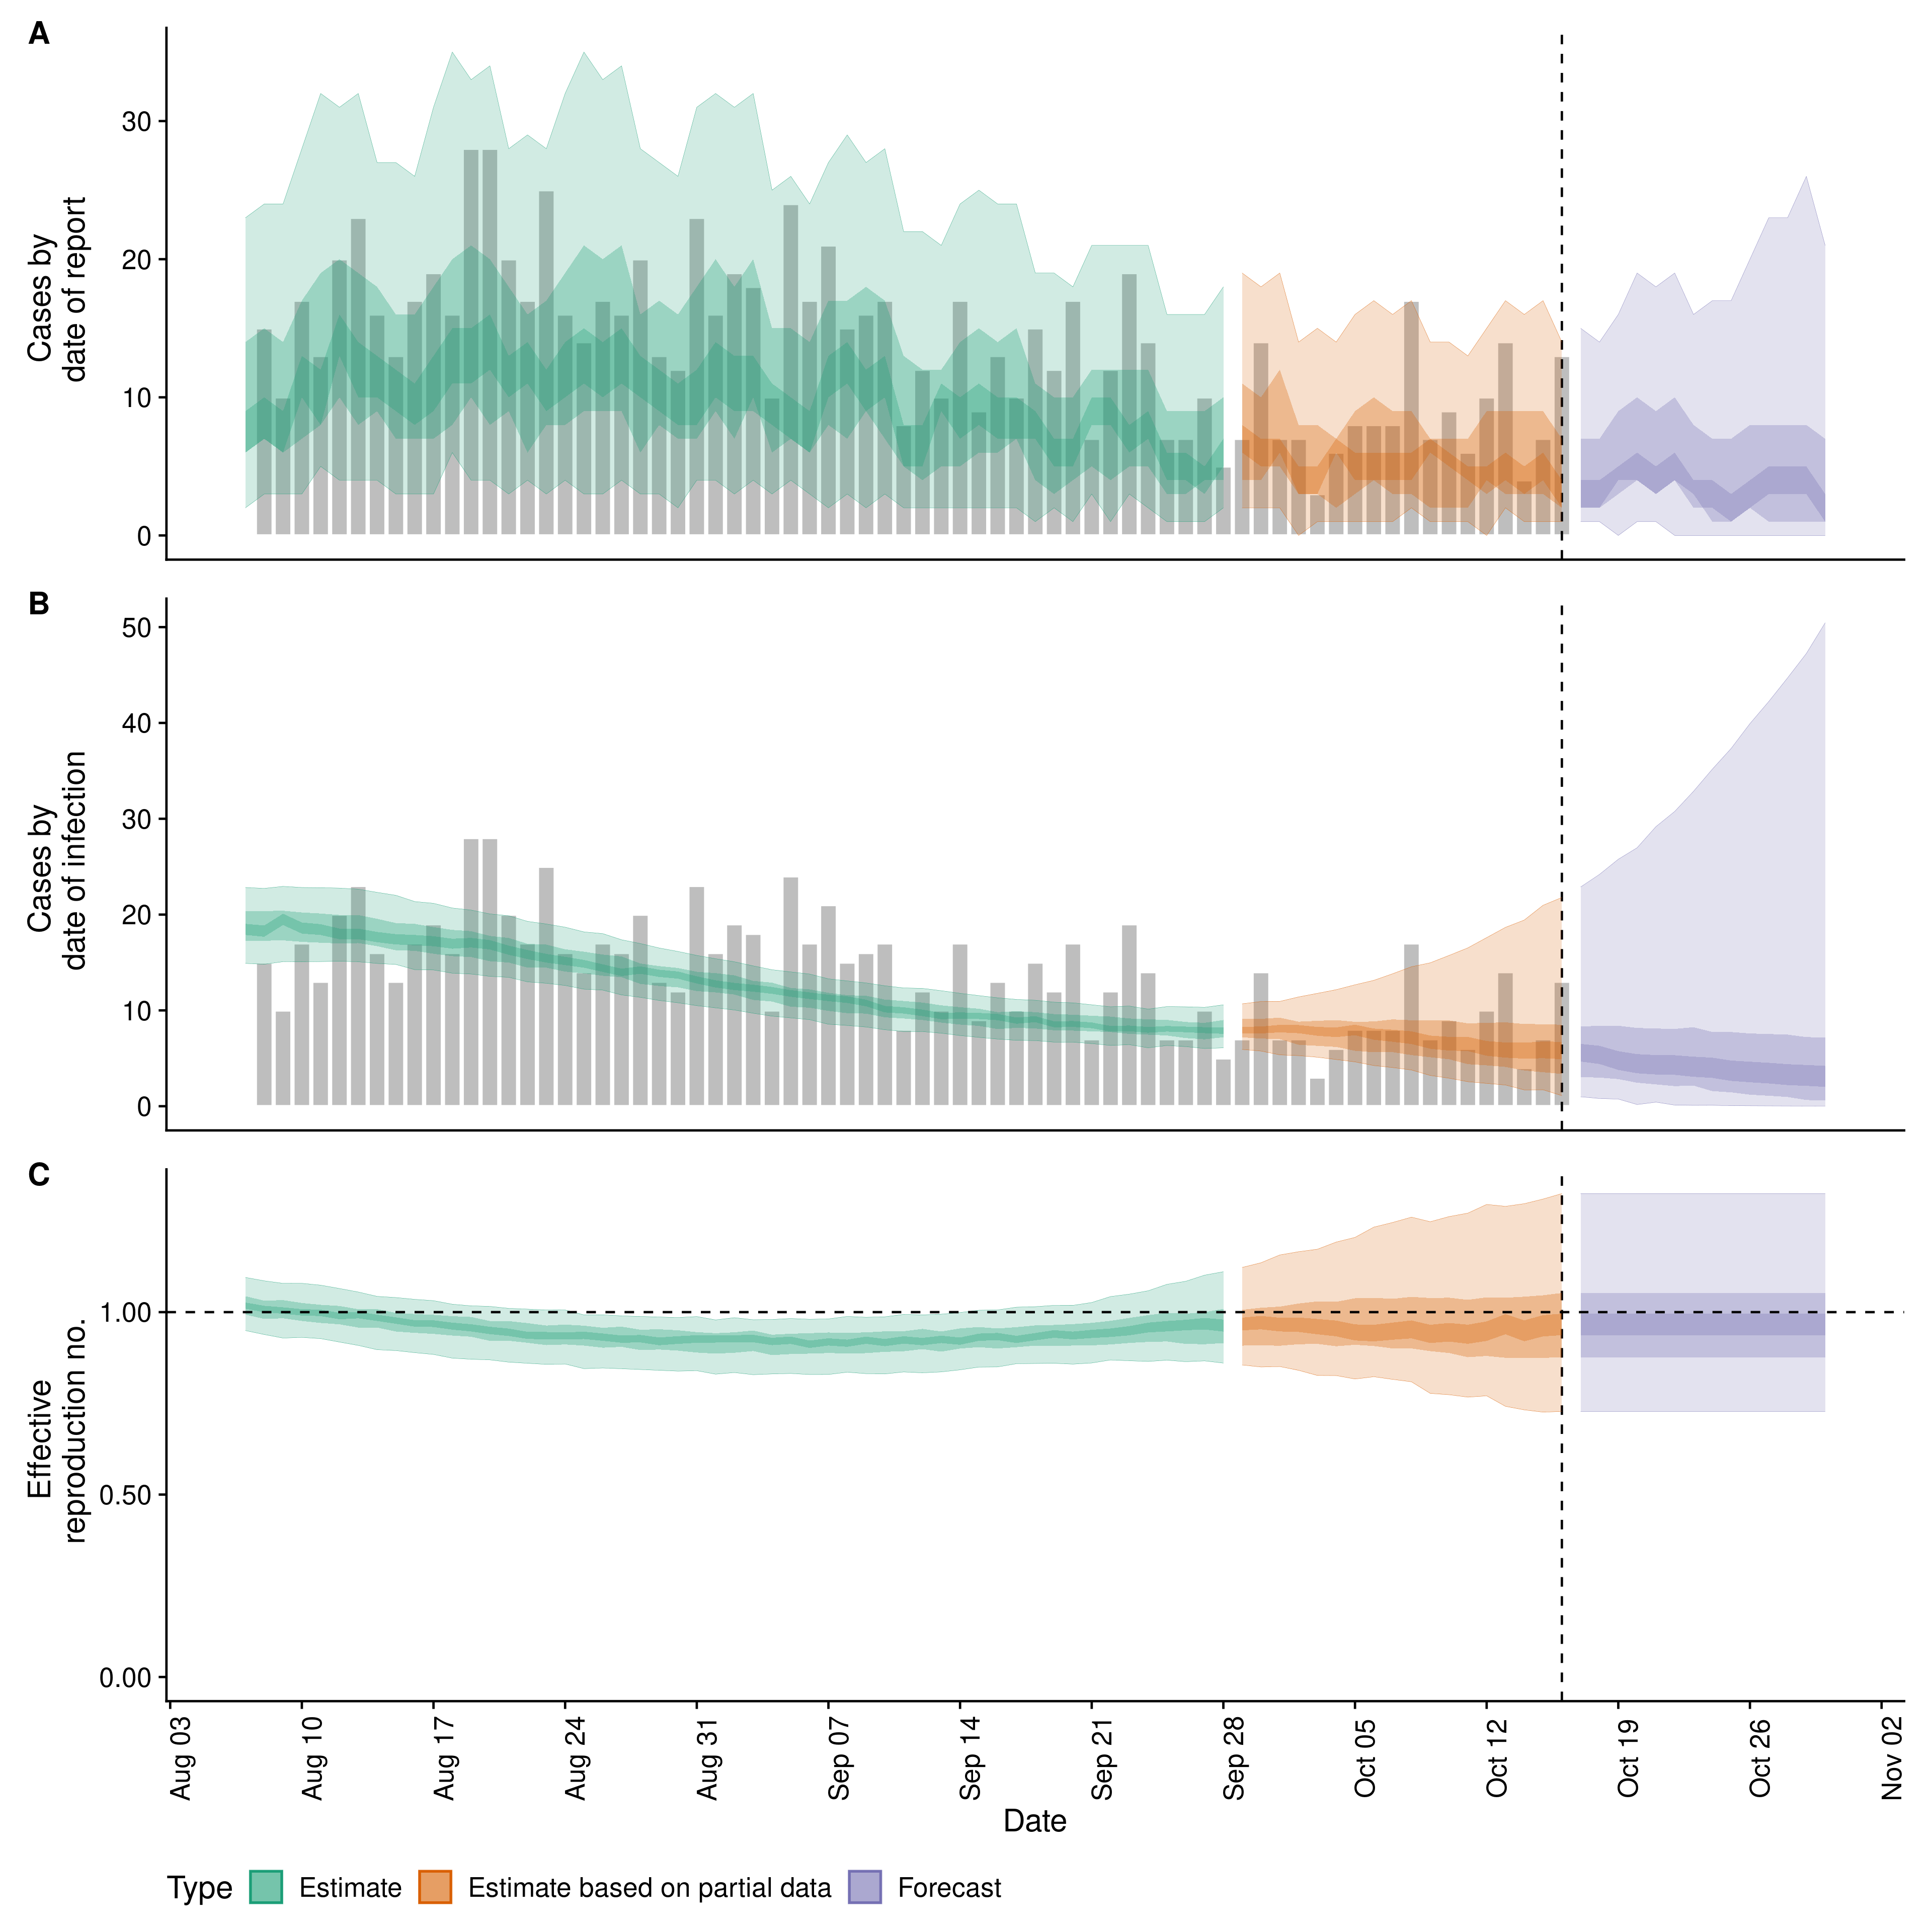 A
Cases by
date of report
30
20
10
0
B
Cases by
date of infection
50
40
30
20
10
0
C
Effective
reproduction no.
1.00
0.50
0.00
Aug 03
Aug 10
Aug 17
Aug 24
Aug 31
Sep 07
Sep 14
Sep 21
Sep 28
Oct 05
Oct 12
Oct 19
Oct 26
Nov 02
Date
Type Estimate Estimate based on partial data Forecast